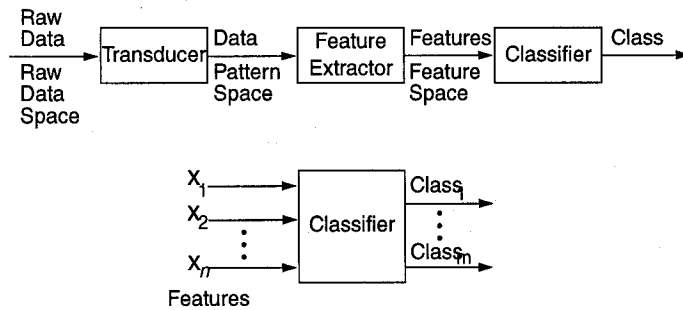 Raw
Data
Raw
Data
Space
Transducer
Data
Pattern
Space
Feature
Extractor
Features
Feature
Space
Classifier
Class
X1
X2
Xn
Features
Classifier
Class1
Classm